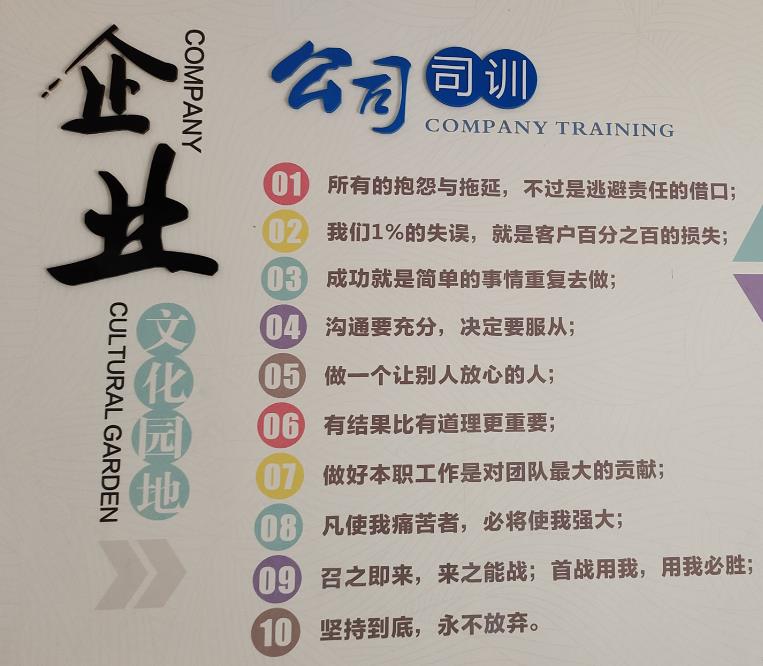 企业
COMPANY
文化园地
CULTURAL GARDEN
公司司训
COMPANY TRAINING
01 所有的抱怨与拖延，不过是逃避责任的借口；
02 我们1%的失误，就是客户百分之百的损失；
03 成功就是简单的事情重复去做；
04 沟通要充分，决定要服从；
05 做一个让别人放心的人；
06 有结果比有道理更重要；
07 做好本职工作是对团队最大的贡献；
08 凡使我痛苦者，必将使我强大；
09 召之即来，来之能战；首战用我，用我必胜；
10 坚持到底，永不放弃。